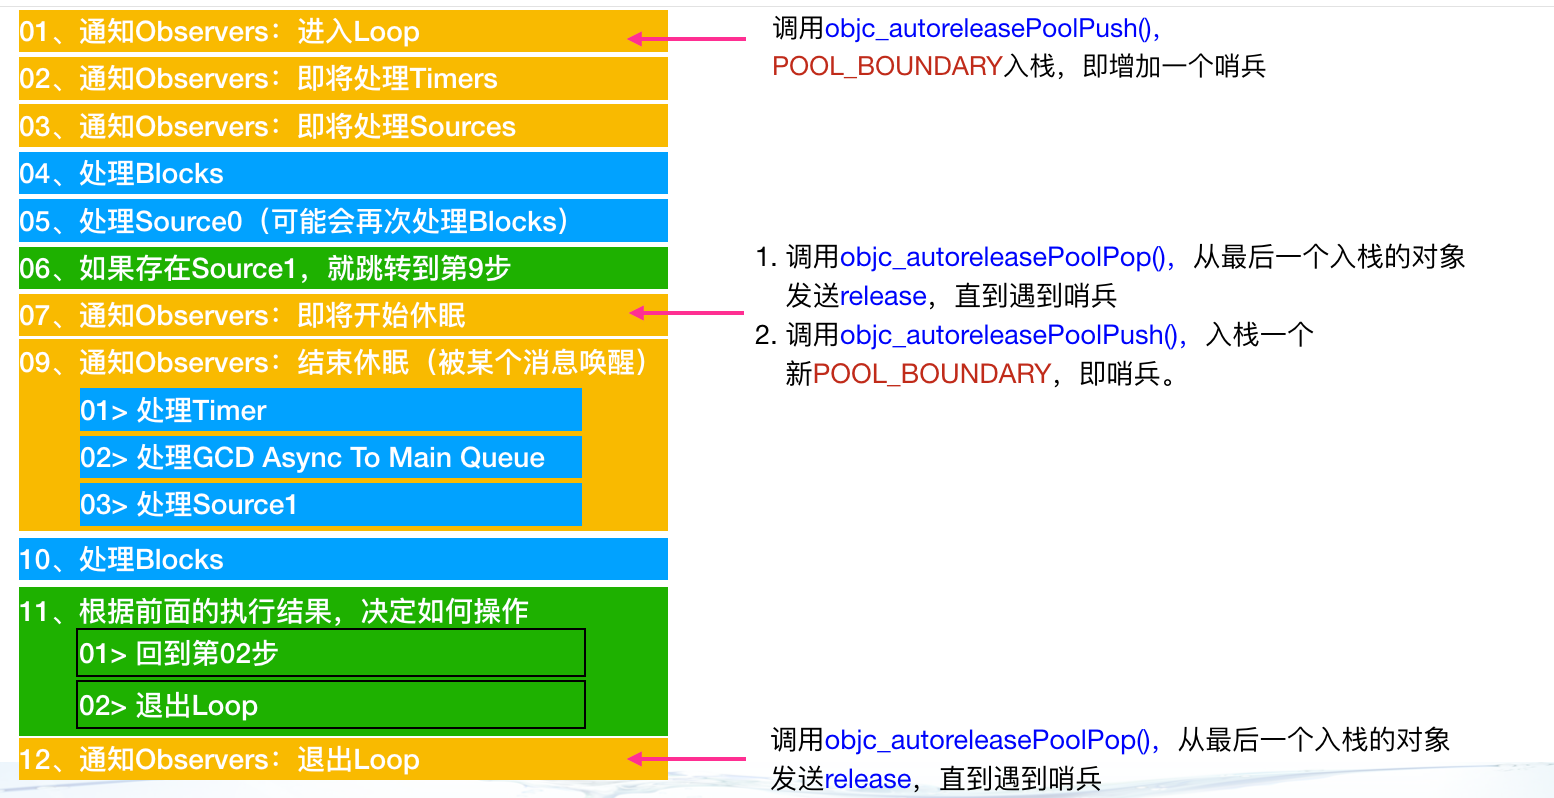 01、通知Observers：进入Loop
02、通知Observers：即将处理Timers
03、通知Observers：即将处理Sources
04、处理Blocks
05、处理Source0（可能会再次处理Blocks）
06、如果存在Source1，就跳转到第9步
07、通知Observers：即将开始休眠
09、通知Observers：结束休眠（被某个消息唤醒）
01> 处理Timer
02> 处理GCD Async To Main Queue
03> 处理Source1
10、处理Blocks
11、根据前面的执行结果，决定如何操作
01> 回到第02步
02> 退出Loop
12、通知Observers：退出Loop
调用objc_autoreleasePoolPush()，
POOL_BOUNDARY入栈，即增加一个哨兵
1. 调用objc_autoreleasePoolPop()，从最后一个入栈的对象
发送release，直到遇到哨兵
2. 调用objc_autoreleasePoolPush()，入栈一个
新POOL_BOUNDARY，即哨兵。
调用objc_autoreleasePoolPop()，从最后一个入栈的对象
发送release，直到遇到哨兵